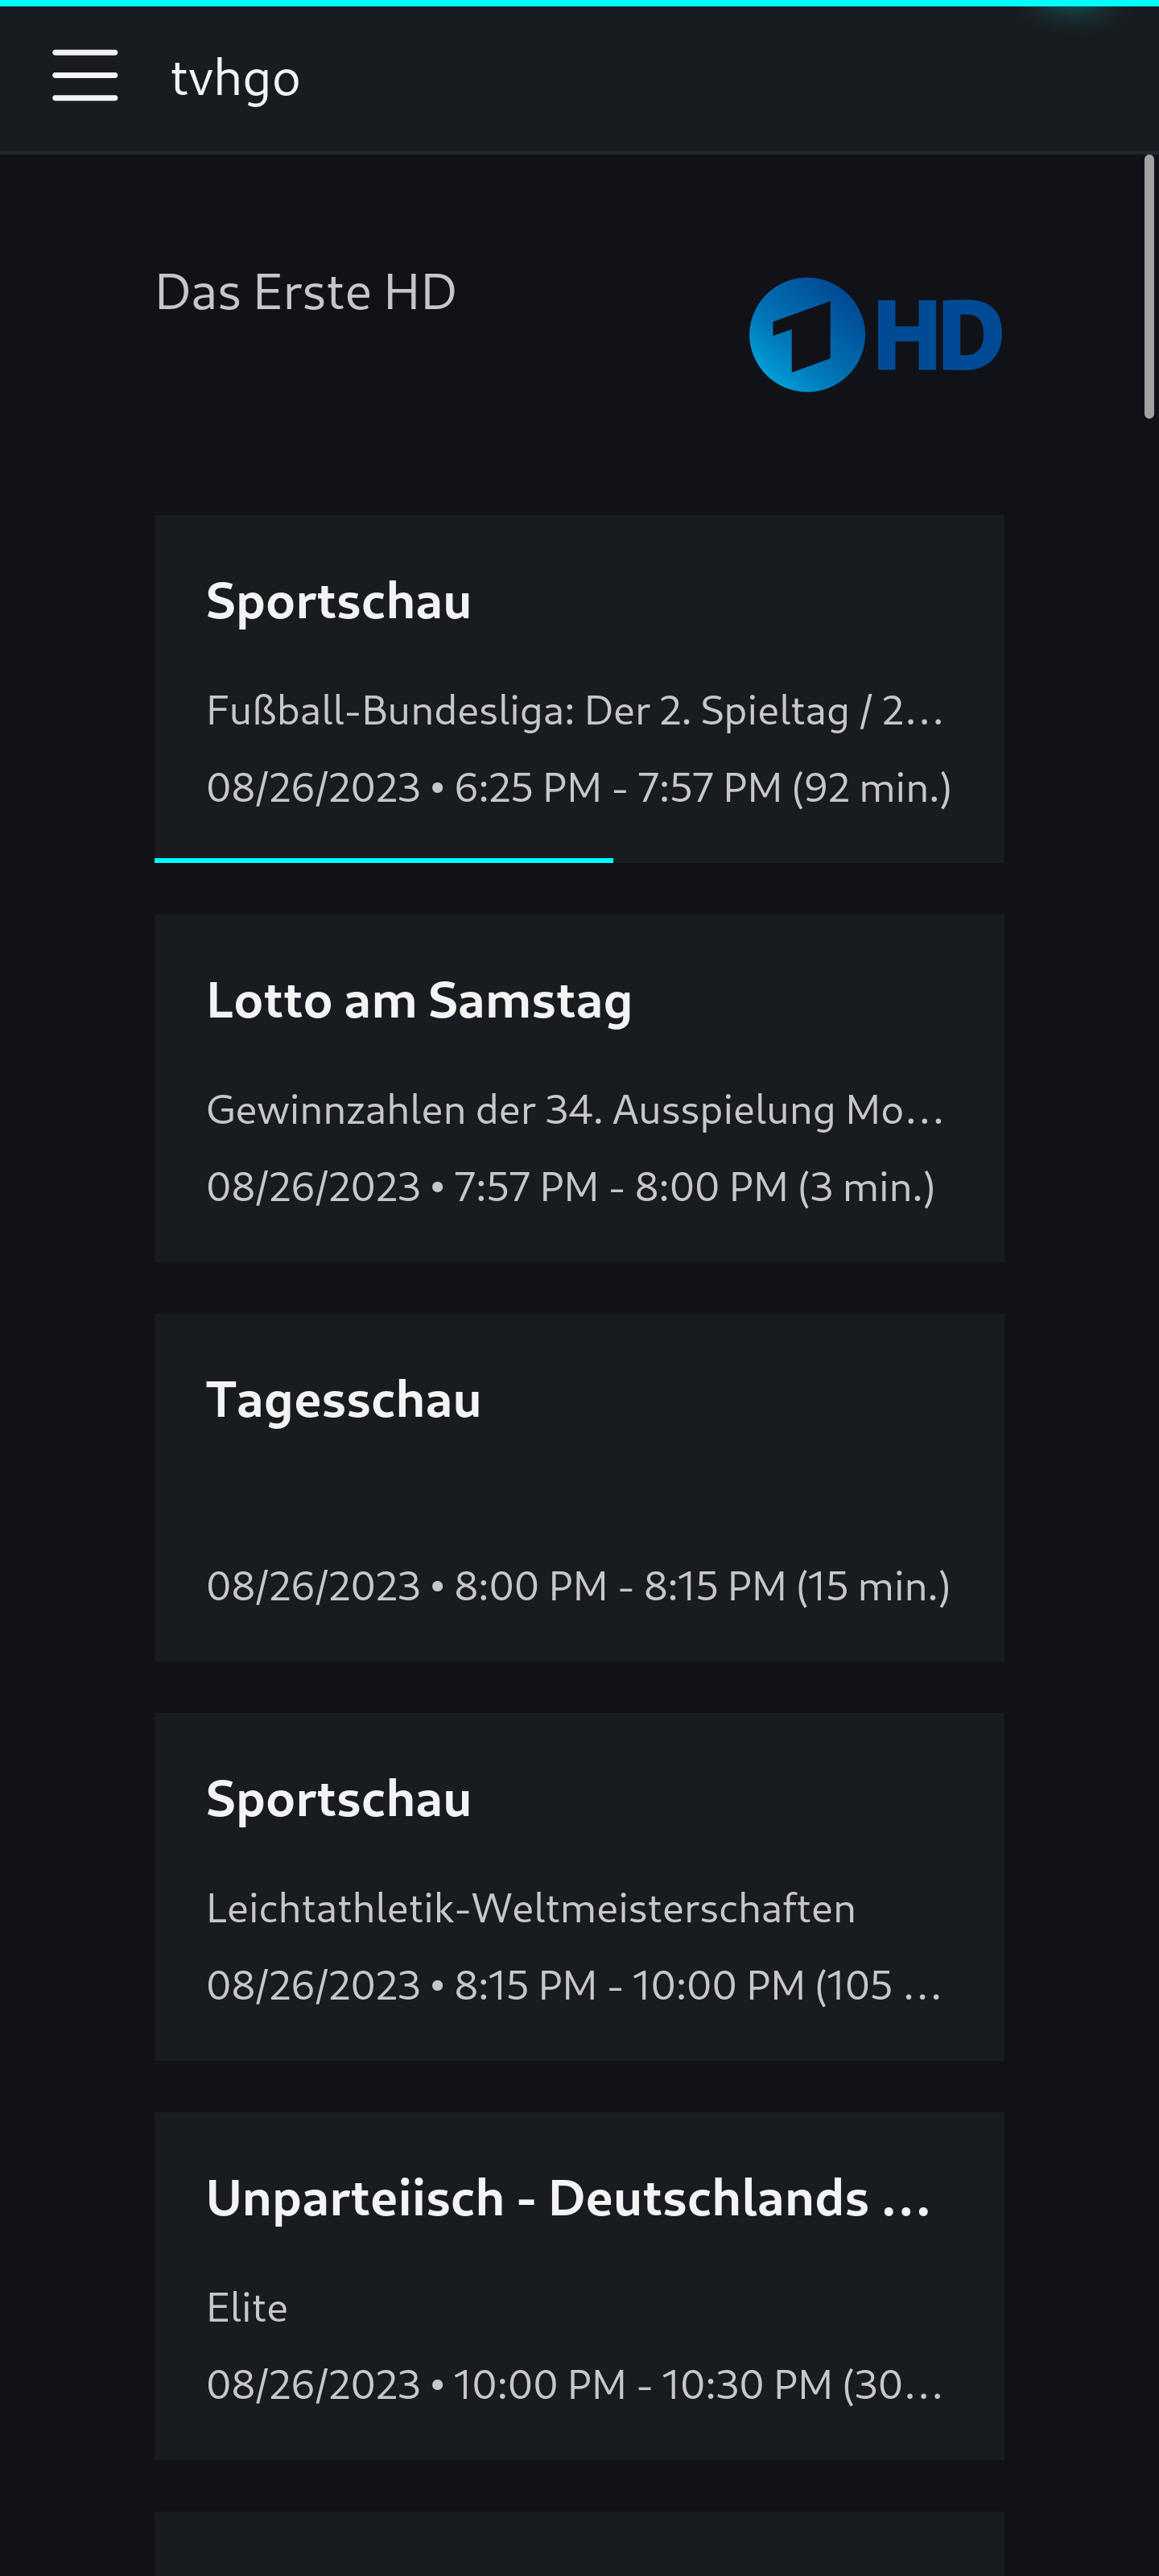 tvhgo
Das Erste HD
1 HD
Sportschau
Fußball-Bundesliga: Der 2. Spieltag / 2...
08/26/2023 • 6:25 PM - 7:57 PM (92 min.)
Lotto am Samstag
Gewinnzahlen der 34. Ausspielung Mo...
08/26/2023 • 7:57 PM - 8:00 PM (3 min.)
Tagesschau
08/26/2023 • 8:00 PM - 8:15 PM (15 min.)
Sportschau
Leichtathletik-Weltmeisterschaften
08/26/2023 • 8:15 PM - 10:00 PM (105 ...
Unparteiisch - Deutschlands ...
Elite
08/26/2023 • 10:00 PM - 10:30 PM (30...